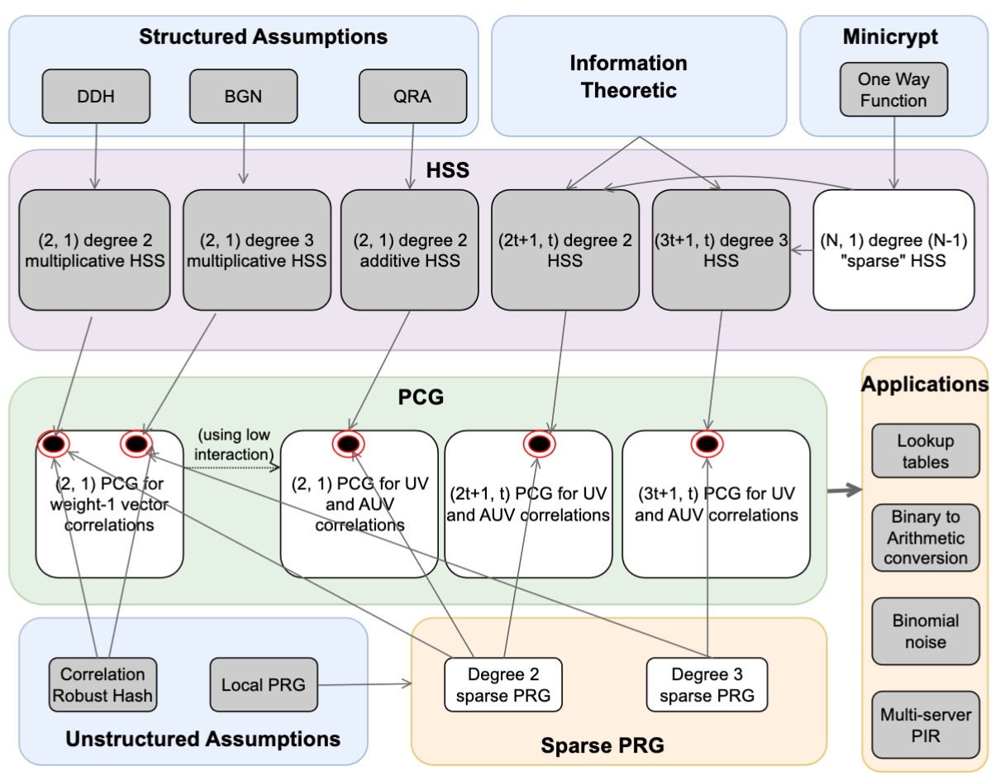 Structured Assumptions
DDH
BGN
QRA
Information
Theoretic
Minicrypt
One Way
Function
HSS
(2, 1) degree 2
multiplicative HSS
(2, 1) degree 3
multiplicative HSS
(2, 1) degree 2
additive HSS
(2t+1, t) degree 2
HSS
(3t+1, t) degree 3
HSS
(N, 1) degree (N-1)
"sparse" HSS
PCG
(2, 1) PCG for
weight-1 vector
correlations
(using low
interaction)
(2, 1) PCG for UV
and AUV
correlations
(2t+1, t) PCG for UV
and AUV correlations
(3t+1, t) PCG for UV
and AUV correlations
Applications
Lookup
tables
Binary to
Arithmetic
conversion
Binomial
noise
Multi-server
PIR
Correlation
Robust Hash
Local PRG
Unstructured Assumptions
Degree 2
sparse PRG
Degree 3
sparse PRG
Sparse PRG